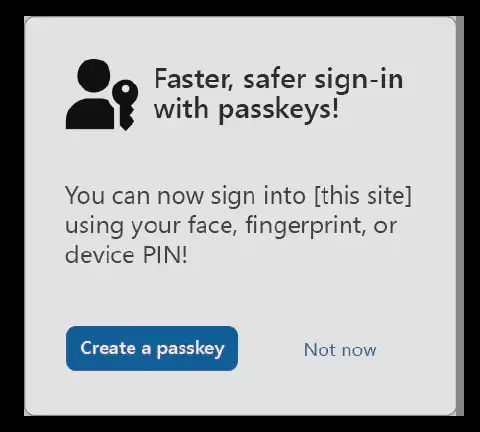 Faster, safer sign-in
with passkeys!
You can now sign into [this site]
using your face, fingerprint, or
device PIN!
Create a passkey
Not now